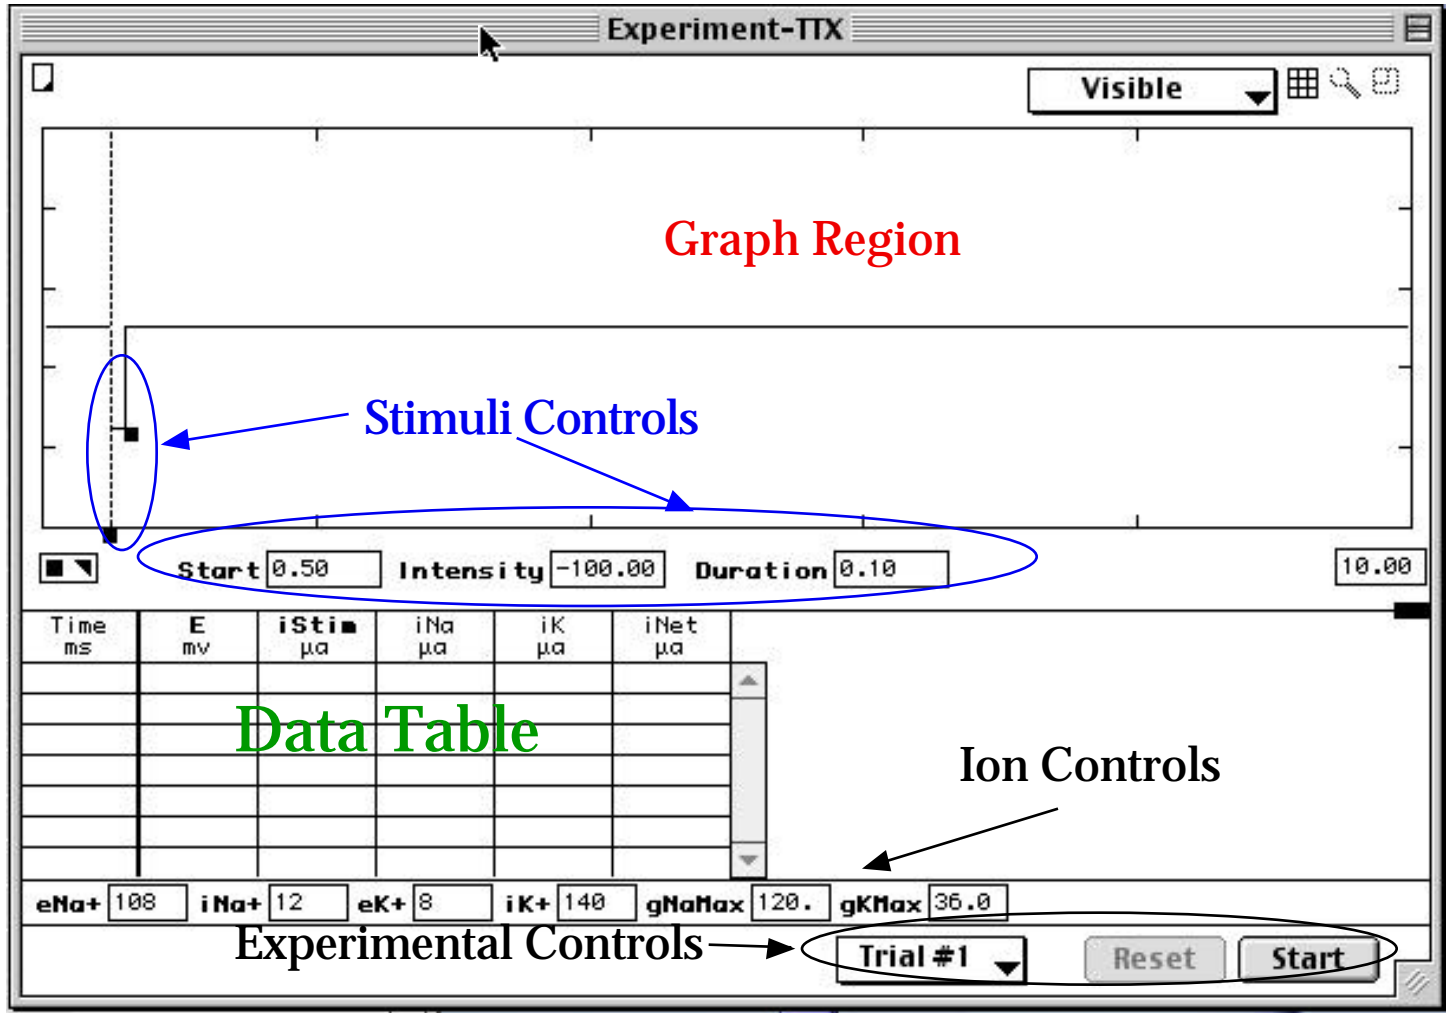 Experiment-TTX
Visible
Graph Region
Stimuli Controls
Start 0.50 Intensity -100.00 Duration 0.10 10.00
Time E iStim iNa iK iNet
ms mv µa µa µa µa
Data Table
Ion Controls
eNa+ 108 iNa+ 12 eK+ 8 iK+ 140 gNaMax 120. gKMax 36.0
Experimental Controls
Trial #1 Reset Start